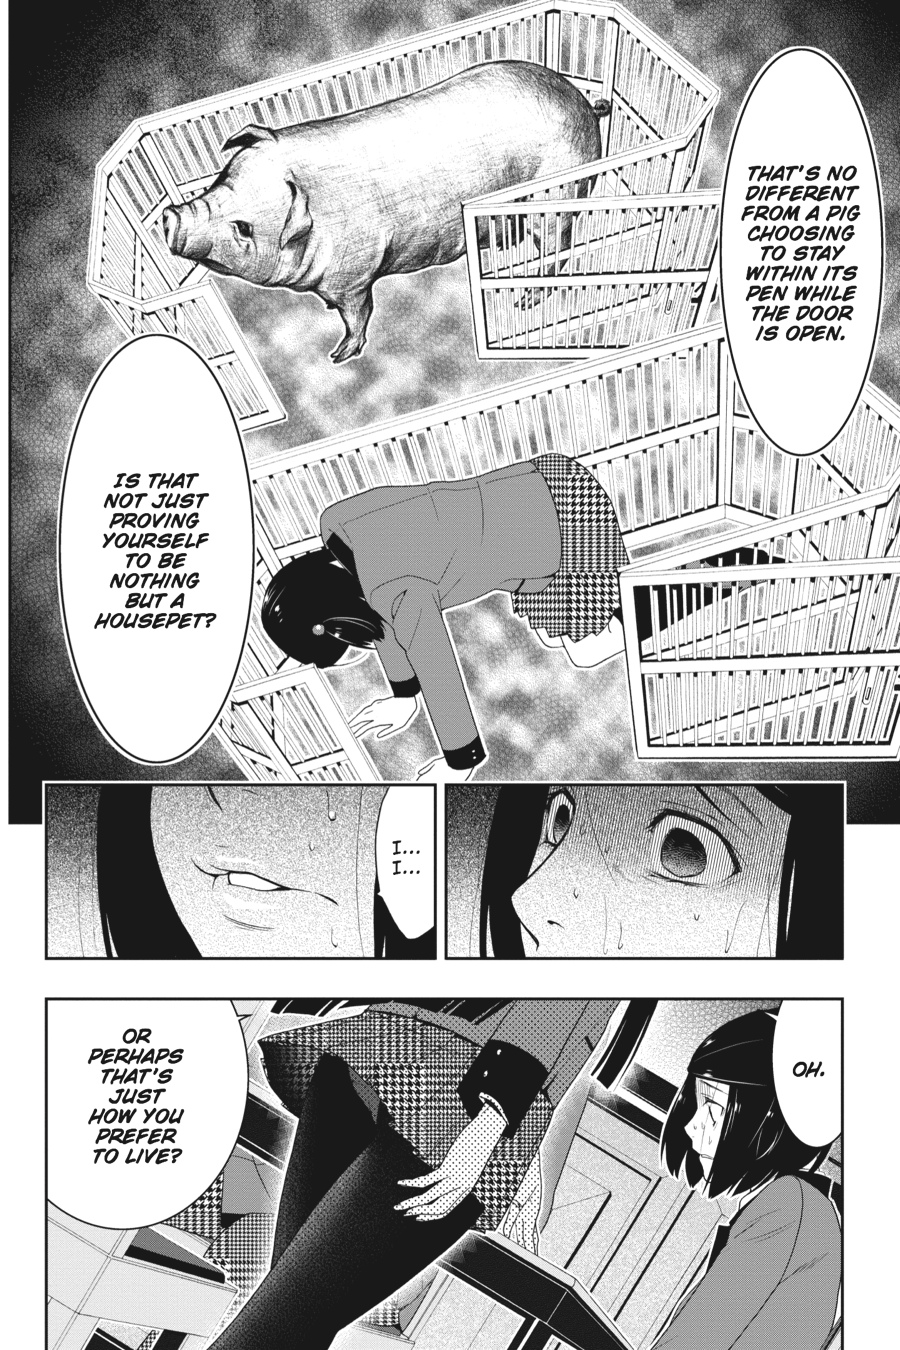 THAT'S NO
DIFFERENT
FROM A PIG
CHOOSING
TO STAY
WITHIN ITS
PEN WHILE
THE DOOR
IS OPEN.
IS THAT
NOT JUST
PROVING
YOURSELF
TO BE
NOTHING
BUT A
HOUSEPET?
I...
I...
OH.
OR
PERHAPS
THAT'S
JUST
HOW YOU
PREFER
TO LIVE?